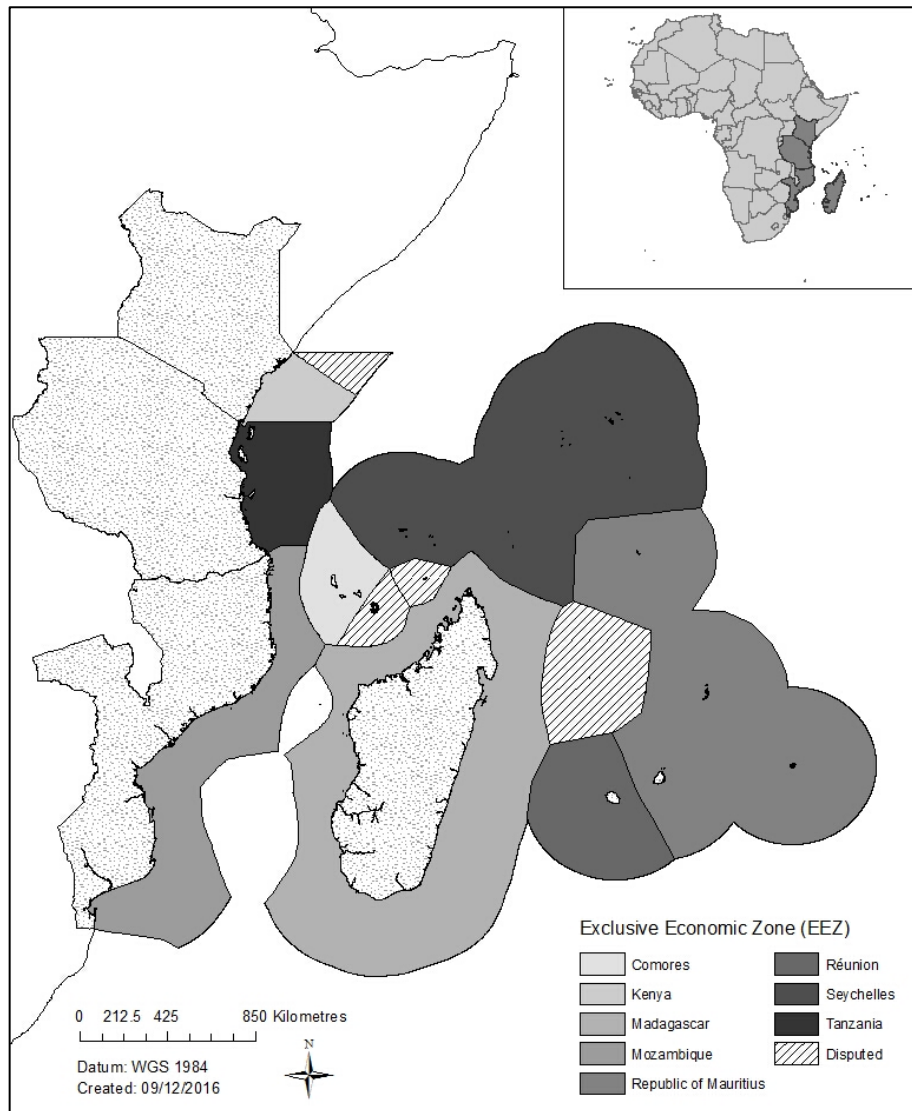 Exclusive Economic Zone (EEZ)
Comores
Kenya
Madagascar
Mozambique
Republic of Mauritius
Réunion
Seychelles
Tanzania
Disputed
0 212.5 425 850 Kilometres
N
Datum: WGS 1984
Created: 09/12/2016